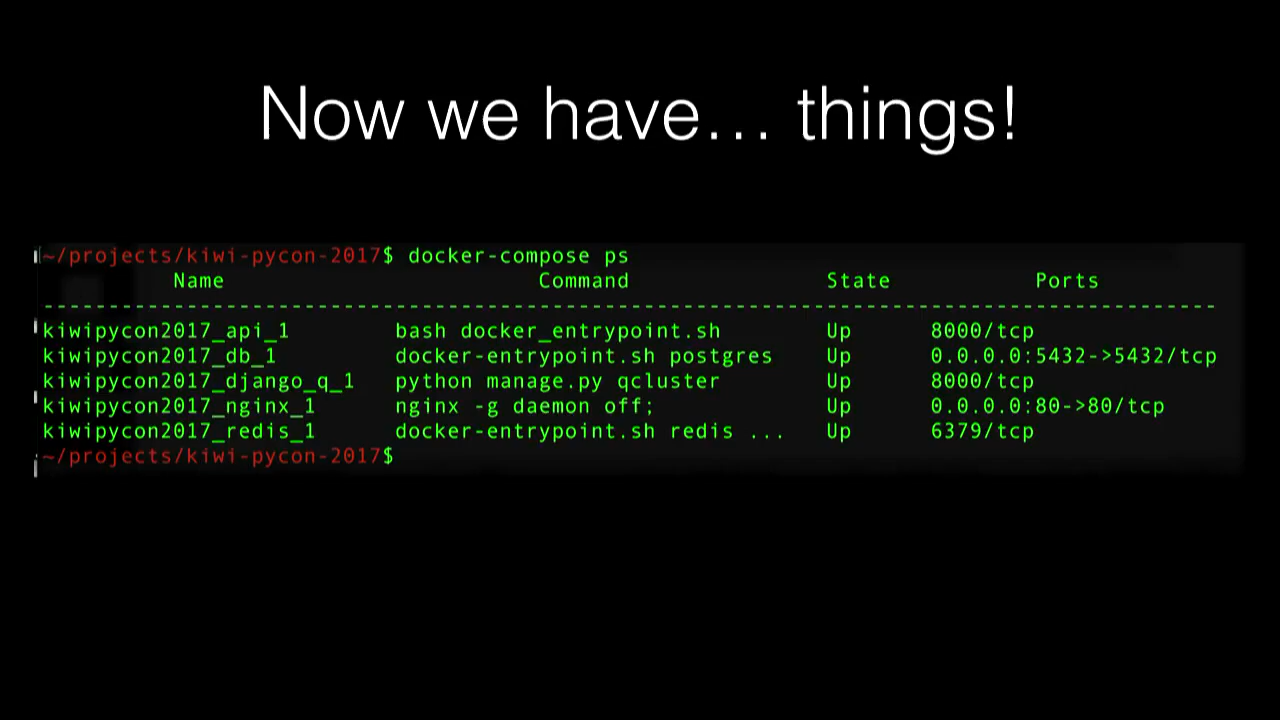 Now we have… things!
~/projects/kiwi-pycon-2017$ docker-compose ps
Name Command State Ports
------------------------------------------------------------------------------------------
kiwipycon2017_api_1 bash docker_entrypoint.sh Up 8000/tcp
kiwipycon2017_db_1 docker-entrypoint.sh postgres Up 0.0.0.0:5432->5432/tcp
kiwipycon2017_django_q_1 python manage.py qcluster Up 8000/tcp
kiwipycon2017_nginx_1 nginx -g daemon off; Up 0.0.0.0:80->80/tcp
kiwipycon2017_redis_1 docker-entrypoint.sh redis ... Up 6379/tcp
~/projects/kiwi-pycon-2017$